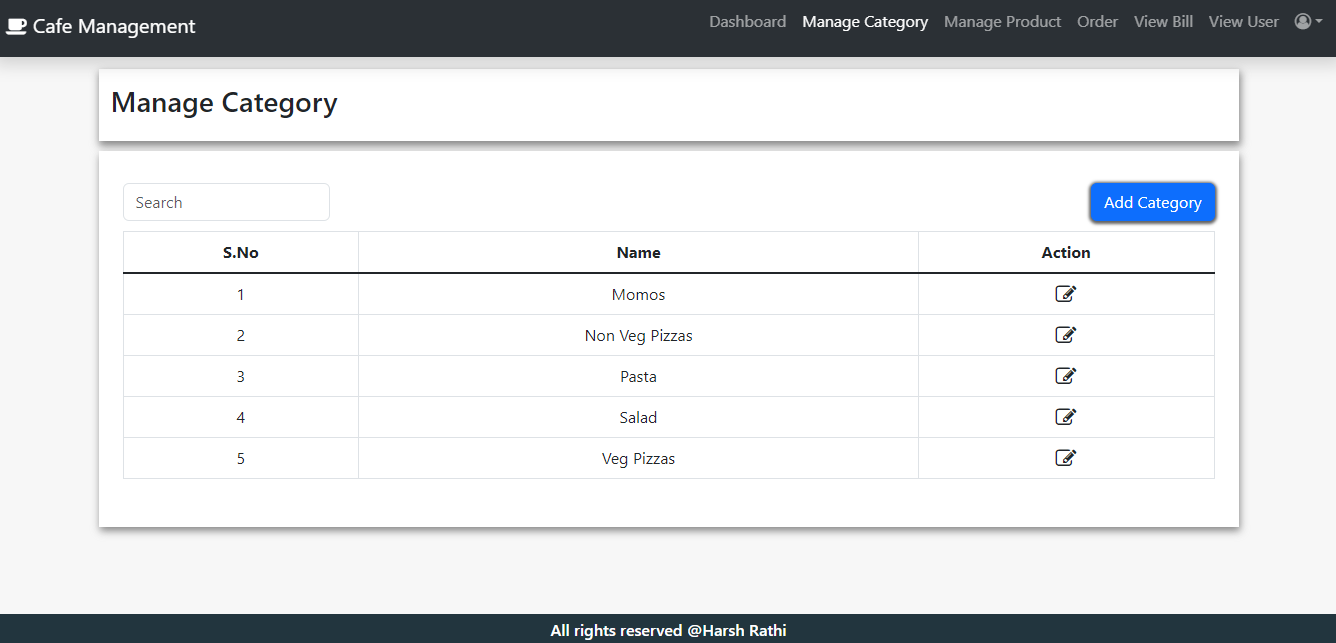 Cafe Management Dashboard Manage Category Manage Product Order View Bill View User
Manage Category
Search Add Category
S.No Name Action
1 Momos
2 Non Veg Pizzas
3 Pasta
4 Salad
5 Veg Pizzas
All rights reserved @Harsh Rathi